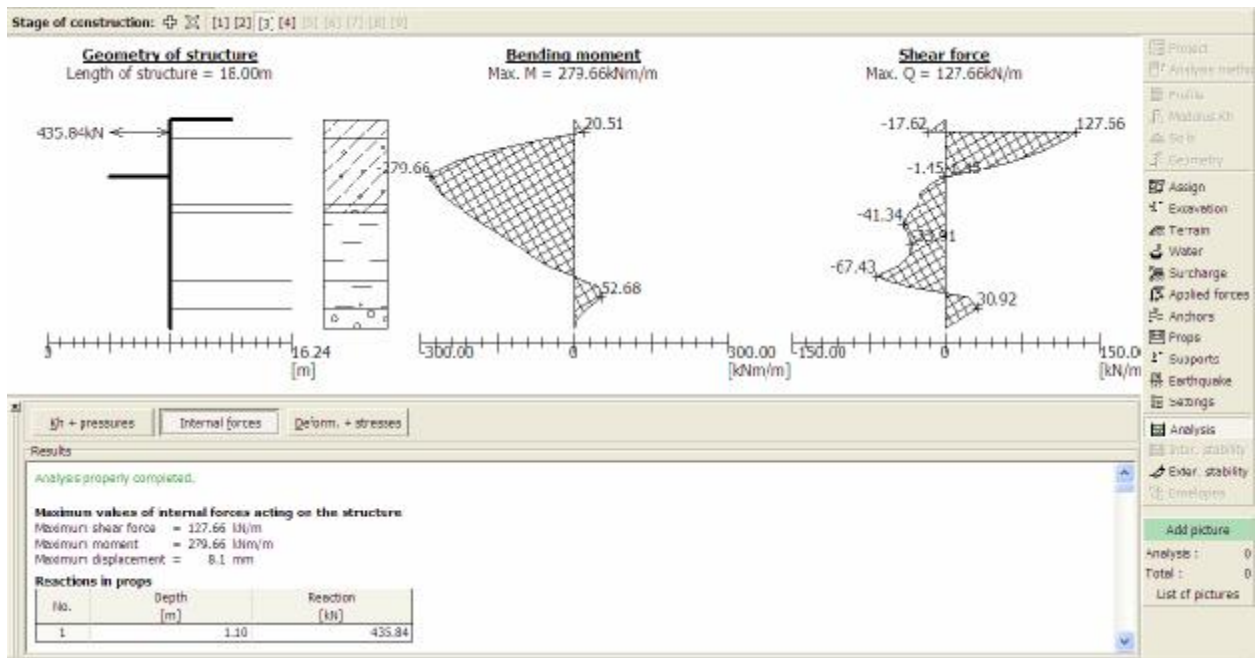 Stage of construction: [1] [2] [3] [4] [5] [6] [7] [8] [9]
Geometry of structure
Length of structure = 18.00m
Bending moment
Max. M = 279.66kNm/m
Shear force
Max. Q = 127.66kN/m
435.84kN
20.51
-279.66
52.68
-17.62
127.66
-1.45
-41.34
-67.43
30.92
16.24
[m]
-300.00
0
300.00
[kNm/m]
-150.00
0
150.0
[kN/m
Project
Analysis metho
Profile
Modulus Kh
Soils
Geometry
Assign
Excavation
Terrain
Water
Surcharge
Applied forces
Anchors
Props
Supports
Earthquake
Settings
Analysis
Inter. stability
Exter. stability
Envelopes
Add picture
Analysis : 0
Total : 0
List of pictures
Kh + pressures
Internal forces
Deform. + stresses
Results
Analysis properly completed.
Maximum values of internal forces acting on the structure
Maximum shear force = 127.66 kN/m
Maximum moment = 279.66 kNm/m
Maximum displacement = 8.1 mm
Reactions in props
No.
Depth
[m]
Reaction
[kN]
1
1.10
435.84